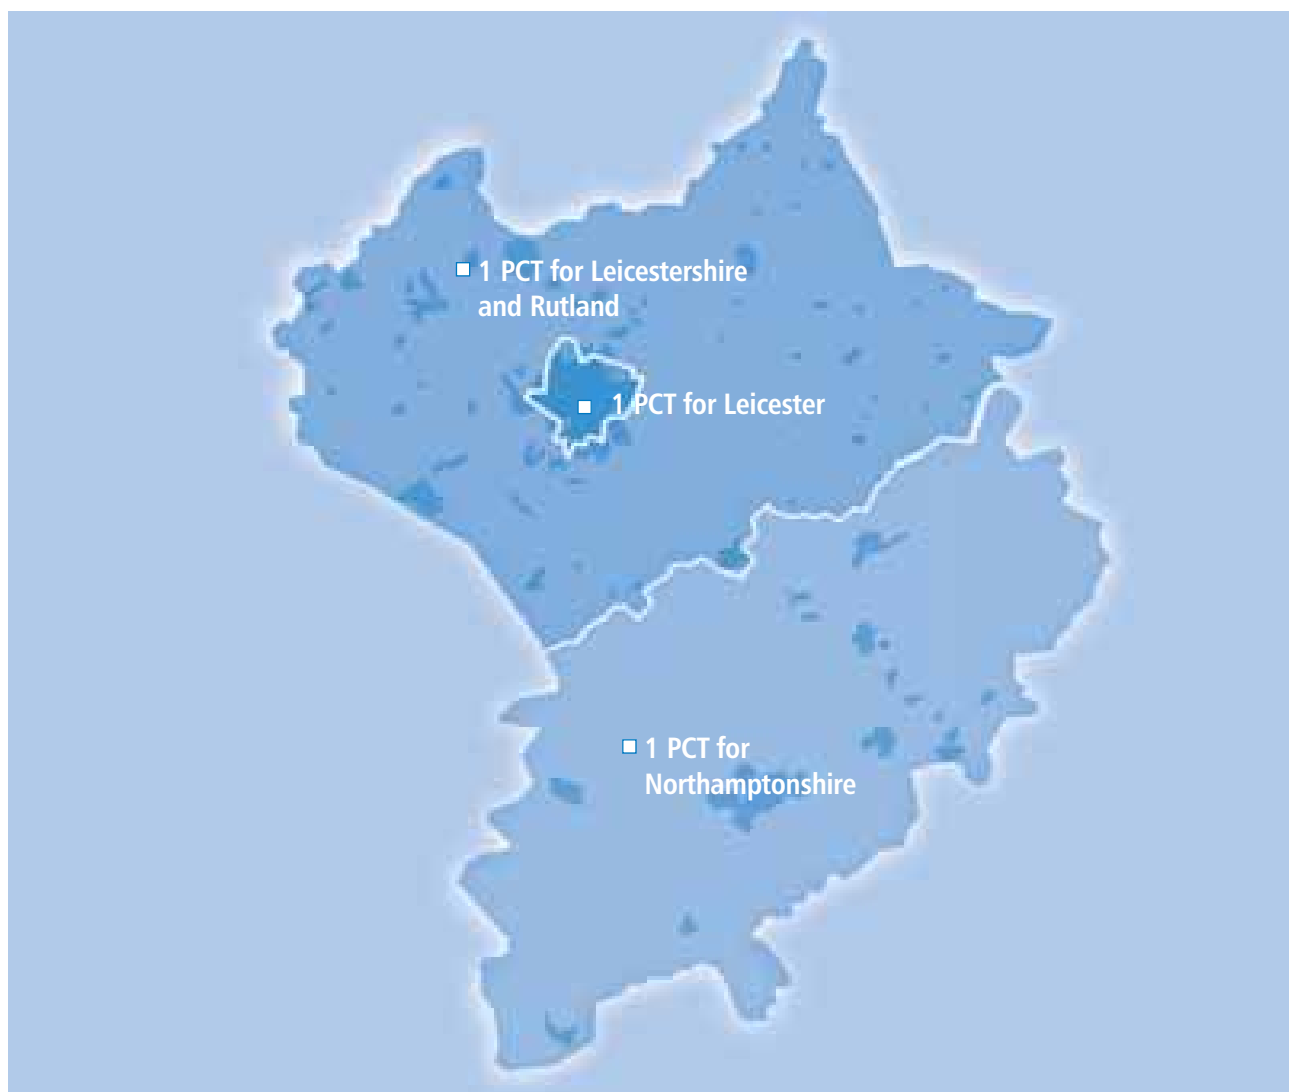 1 PCT for Leicestershire
and Rutland
1 PCT for Leicester
1 PCT for
Northamptonshire